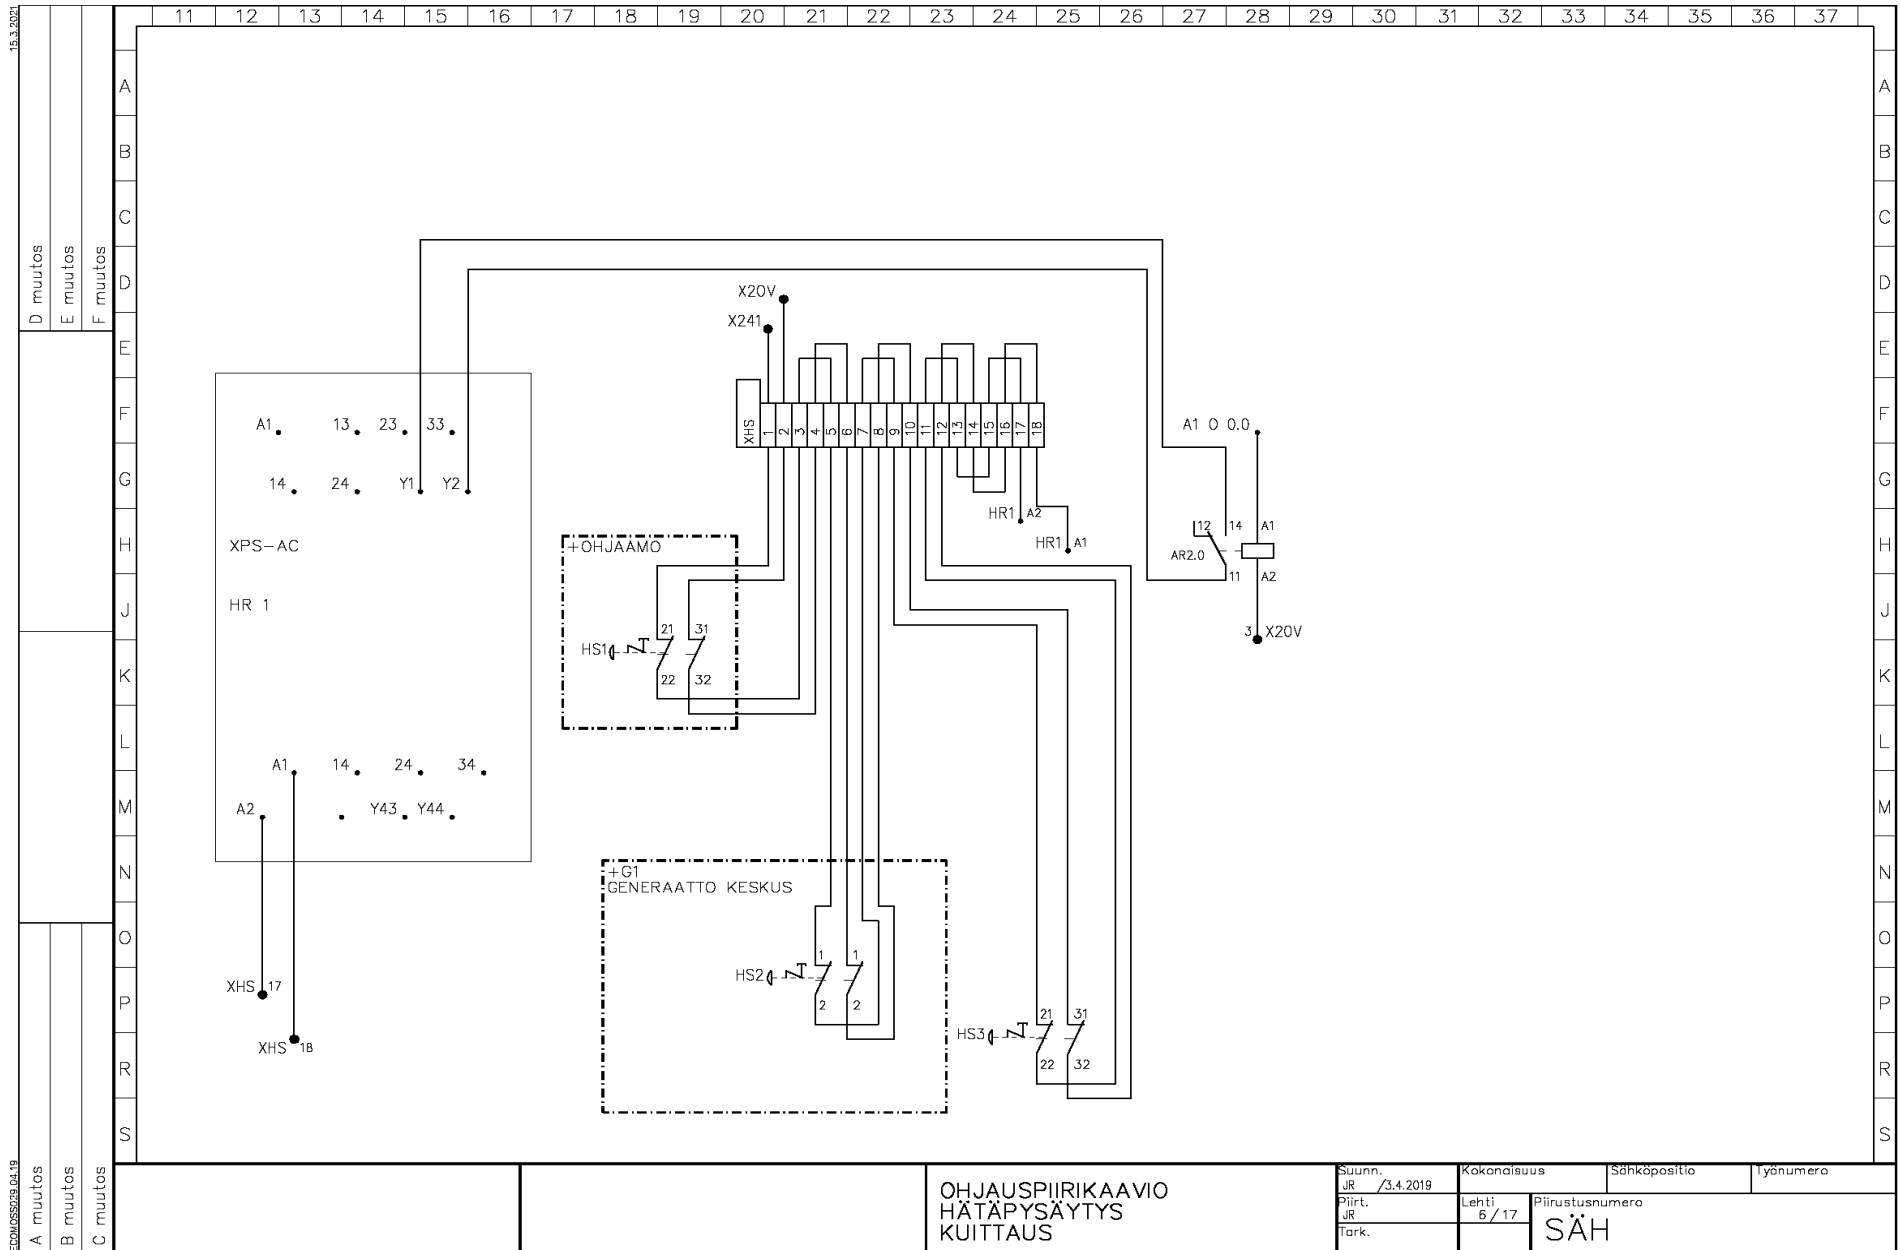 15.3.2021
11 12 13 14 15 16 17 18 19 20 21 22 23 24 25 26 27 28 29 30 31 32 33 34 35 36 37
A A
B B
C C
D muutos E muutos F muutos
D D
X20V
X241
E E
XHS 1 2 3 4 5 6 7 8 9 10 11 12 13 14 15 16 17 18
F F
A1 13 23 33
A1 O 0.0
14 24 Y1 Y2
G G
HR1 A2
HR1 A1
12 14 A1
AR2.0
11 A2
XPS-AC
H H
+OHJAAMO
HR 1
J J
3 X20V
21 31
HS1
22 32
K K
L L
A1 14 24 34
A2 Y43 Y44
M M
N N
+G1
GENERAATTO KESKUS
O O
1 1
HS2
2 2
XHS 17
P P
21 31
HS3
22 32
XHS 18
R R
S S
A muutos B muutos C muutos
OHJAUSPIIRIKAAVIO
HÄTÄPYSÄYTYS
KUITTAUS
Suunn. Kokonaisuus Sähköpositio Työnumero
JR /3.4.2019
Piirt. Lehti Piirustusnumero
JR 6/17 SÄH
Tark.